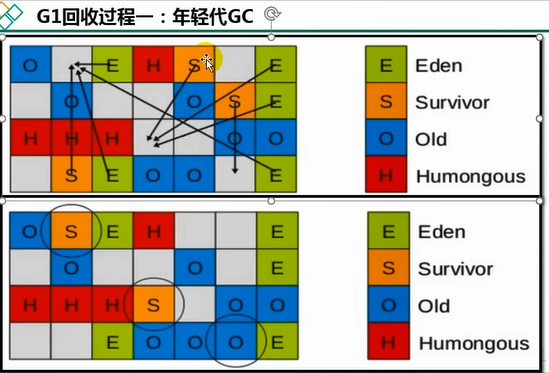 G1回收过程一：年轻代GC
O E H S E
O O S E
H H H O O
S E O O E
E Eden
S Survivor
O Old
H Humongous
O S E H E
O O E
H H H S O O
E O O O E
E Eden
S Survivor
O Old
H Humongous